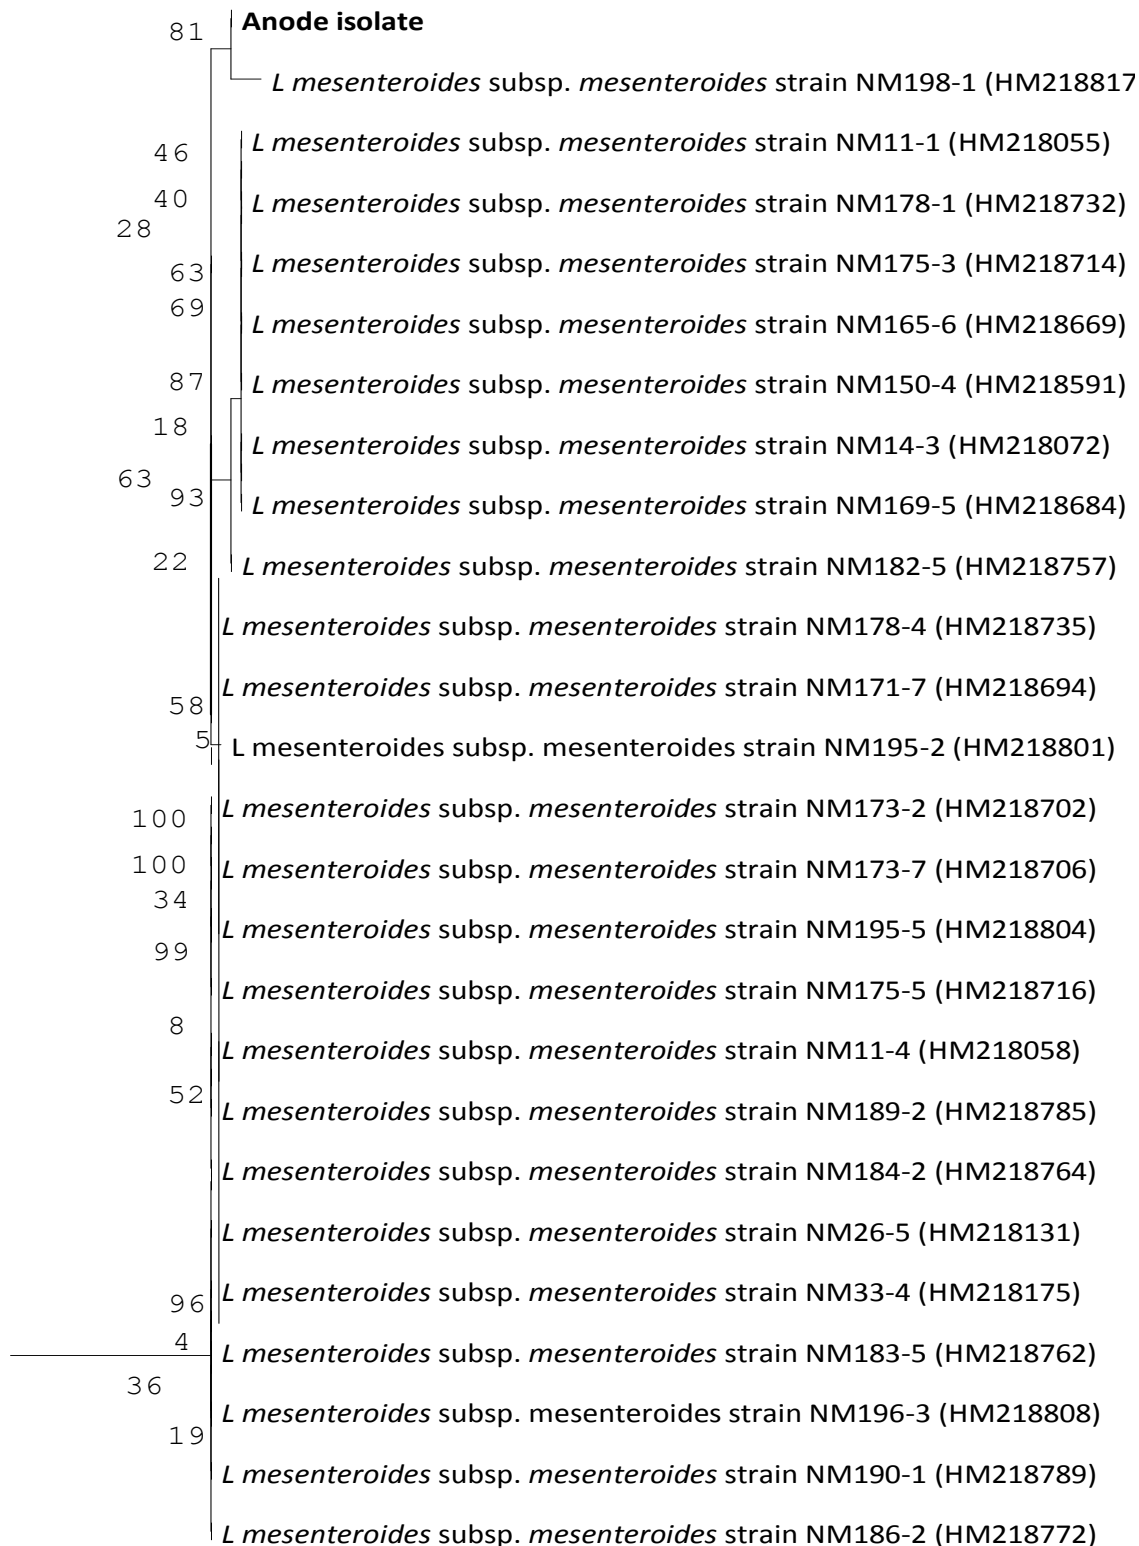 81
Anode isolate
L mesenteroides subsp. mesenteroides strain NM198-1 (HM218817
46
L mesenteroides subsp. mesenteroides strain NM11-1 (HM218055)
40
L mesenteroides subsp. mesenteroides strain NM178-1 (HM218732)
28
63
L mesenteroides subsp. mesenteroides strain NM175-3 (HM218714)
69
L mesenteroides subsp. mesenteroides strain NM165-6 (HM218669)
87
L mesenteroides subsp. mesenteroides strain NM150-4 (HM218591)
18
L mesenteroides subsp. mesenteroides strain NM14-3 (HM218072)
63
93
L mesenteroides subsp. mesenteroides strain NM169-5 (HM218684)
22
L mesenteroides subsp. mesenteroides strain NM182-5 (HM218757)
L mesenteroides subsp. mesenteroides strain NM178-4 (HM218735)
L mesenteroides subsp. mesenteroides strain NM171-7 (HM218694)
58
5
L mesenteroides subsp. mesenteroides strain NM195-2 (HM218801)
100
L mesenteroides subsp. mesenteroides strain NM173-2 (HM218702)
100
L mesenteroides subsp. mesenteroides strain NM173-7 (HM218706)
34
L mesenteroides subsp. mesenteroides strain NM195-5 (HM218804)
99
L mesenteroides subsp. mesenteroides strain NM175-5 (HM218716)
8
L mesenteroides subsp. mesenteroides strain NM11-4 (HM218058)
52
L mesenteroides subsp. mesenteroides strain NM189-2 (HM218785)
L mesenteroides subsp. mesenteroides strain NM184-2 (HM218764)
L mesenteroides subsp. mesenteroides strain NM26-5 (HM218131)
96
L mesenteroides subsp. mesenteroides strain NM33-4 (HM218175)
4
L mesenteroides subsp. mesenteroides strain NM183-5 (HM218762)
36
L mesenteroides subsp. mesenteroides strain NM196-3 (HM218808)
19
L mesenteroides subsp. mesenteroides strain NM190-1 (HM218789)
L mesenteroides subsp. mesenteroides strain NM186-2 (HM218772)